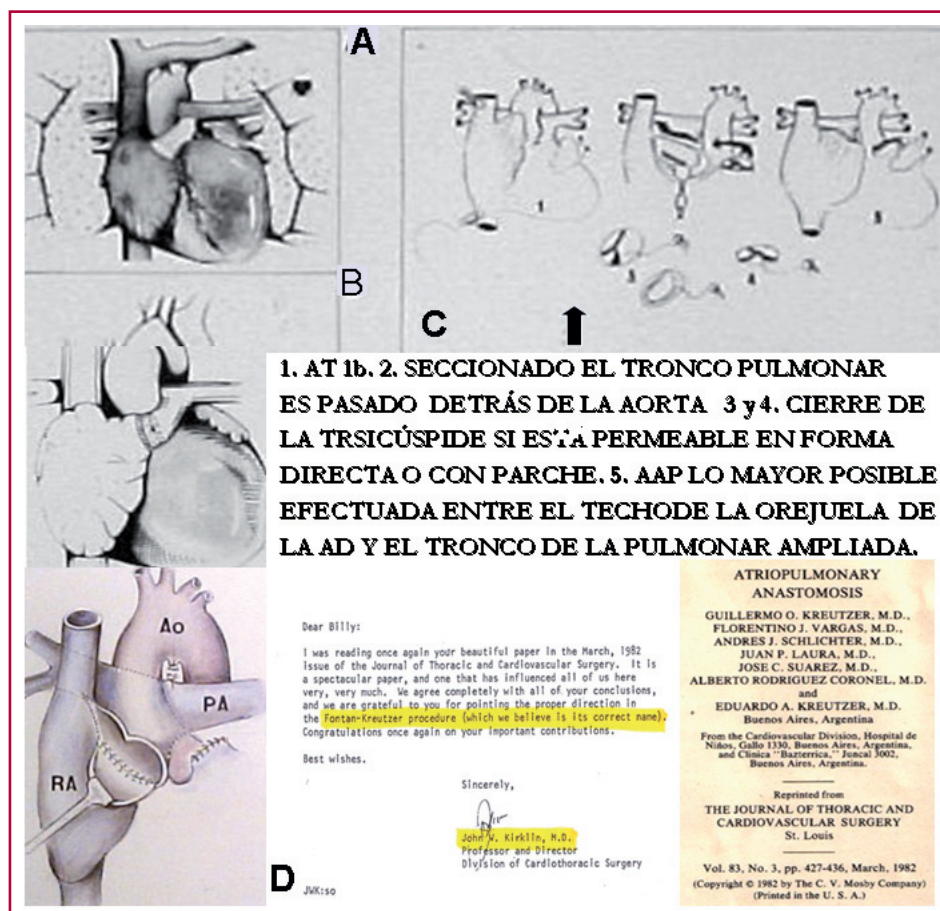 A
B
C
1
2
3
4
5
1. AT 1b. 2. SECCIONADO EL TRONCO PULMONAR
ES PASADO DETRÁS DE LA AORTA 3 y 4. CIERRE DE
LA TRSICÚSPIDE SI ESTÁ PERMEABLE EN FORMA
DIRECTA O CON PARCHE. 5. AAP LO MAYOR POSIBLE
EFECTUADA ENTRE EL TECHODE LA OREJUELA DE
LA AD Y EL TRONCO DE LA PULMONAR AMPLIADA.
Ao
PA
RA
D
Dear Billy:
I was reading once again your beautiful paper in the March, 1982
issue of the Journal of Thoracic and Cardiovascular Surgery. It is
a spectacular paper, and one that has influenced all of us here
very, very much. We agree completely with all of your conclusions,
and we are grateful to you for pointing the proper direction in
the Fontan-Kreutzer procedure (which we believe is its correct name).
Congratulations once again on your important contributions.
Best wishes.
Sincerely,
John W. Kirklin, M.D.
Professor and Director
Division of Cardiothoracic Surgery
JWK:so
ATRIOPULMONARY
ANASTOMOSIS
GUILLERMO O. KREUTZER, M.D.,
FLORENTINO J. VARGAS, M.D.,
ANDRES J. SCHLICHTER, M.D.,
JUAN P. LAURA, M.D.,
JOSE C. SUAREZ, M.D.,
ALBERTO RODRIGUEZ CORONEL, M.D.
and
EDUARDO A. KREUTZER, M.D.
Buenos Aires, Argentina
From the Cardiovascular Division, Hospital de
Niños, Gallo 1330, Buenos Aires, Argentina,
and Clinica "Bazterrica," Juncal 3002,
Buenos Aires, Argentina.
Reprinted from
THE JOURNAL OF THORACIC AND
CARDIOVASCULAR SURGERY
St. Louis
Vol. 83, No. 3, pp. 427-436, March, 1982
(Copyright © 1982 by The C. V. Mosby Company)
(Printed in the U. S. A.)